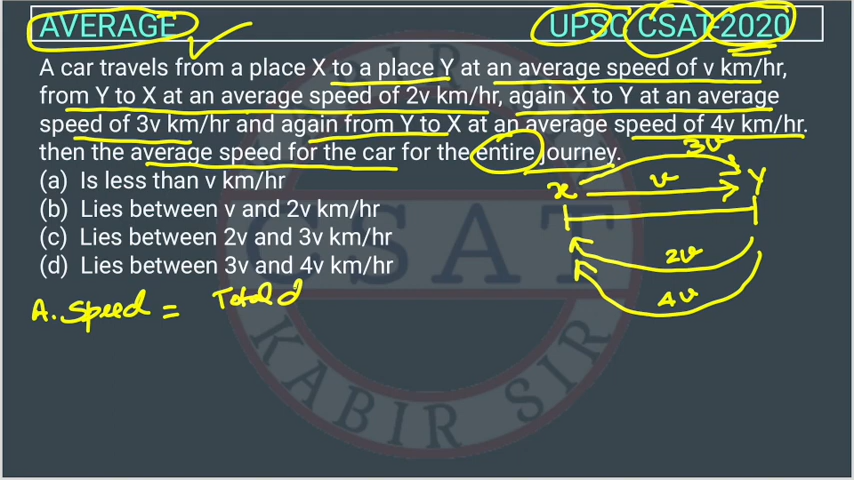 AVERAGE UPSC CSAT-2020
A car travels from a place X to a place Y at an average speed of v km/hr,
from Y to X at an average speed of 2v km/hr, again X to Y at an average
speed of 3v km/hr and again from Y to X at an average speed of 4v km/hr.
then the average speed for the car for the entire journey.
(a) Is less than v km/hr
(b) Lies between v and 2v km/hr
(c) Lies between 2v and 3v km/hr
(d) Lies between 3v and 4v km/hr
3v
x v Y
2v
4v
A. Speed = Total d
CSAT
KABIR SIR